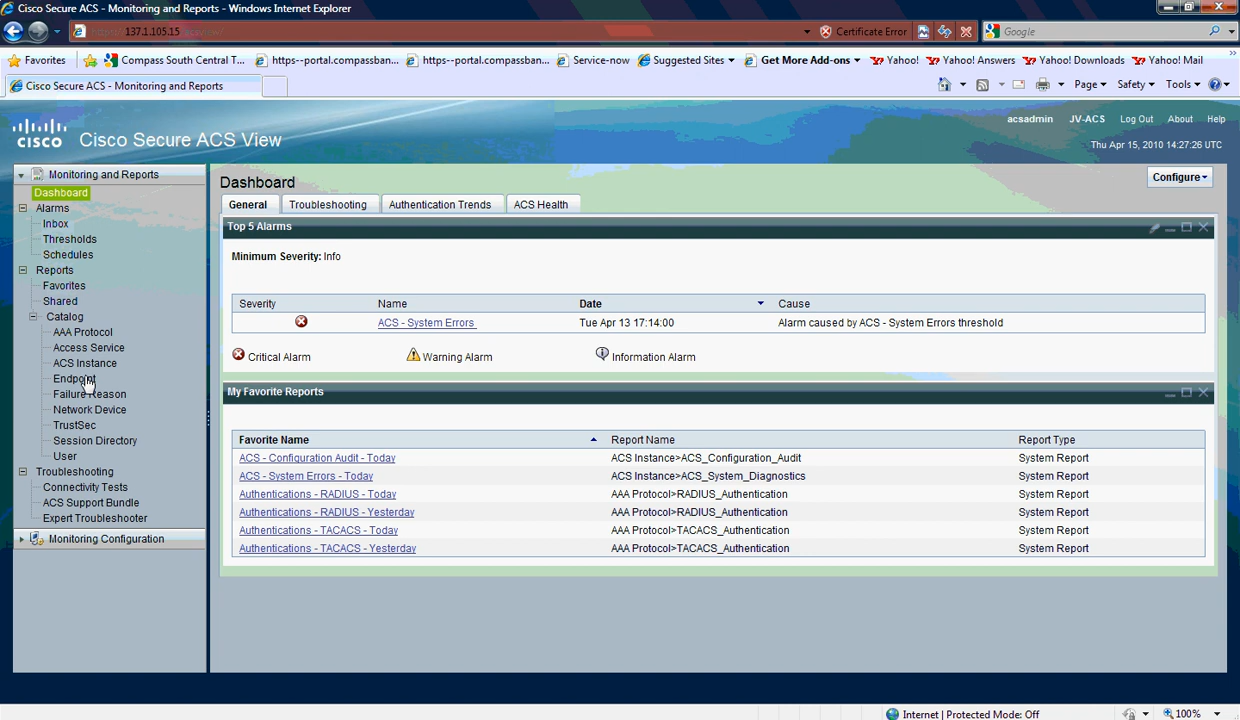 Cisco Secure ACS - Monitoring and Reports - Windows Internet Explorer
137.1.105.15
Certificate Error
Google
Favorites
Compass South Central T...
https--portal.compassban...
https--portal.compassban...
Service-now
Suggested Sites
Get More Add-ons
Yahoo!
Yahoo! Answers
Yahoo! Downloads
Yahoo! Mail
Cisco Secure ACS - Monitoring and Reports
Page
Safety
Tools
CISCO
Cisco Secure ACS View
acsadmin
JV-ACS
Log Out
About
Help
Thu Apr 15, 2010 14:27:26 UTC
Monitoring and Reports
Dashboard
Alarms
Inbox
Thresholds
Schedules
Reports
Favorites
Shared
Catalog
AAA Protocol
Access Service
ACS Instance
Endpoint
Failure Reason
Network Device
TrustSec
Session Directory
User
Troubleshooting
Connectivity Tests
ACS Support Bundle
Expert Troubleshooter
Monitoring Configuration
Dashboard
Configure
General
Troubleshooting
Authentication Trends
ACS Health
Top 5 Alarms
Minimum Severity: Info
Severity Name Date Cause
ACS - System Errors Tue Apr 13 17:14:00 Alarm caused by ACS - System Errors threshold
Critical Alarm
Warning Alarm
Information Alarm
My Favorite Reports
Favorite Name Report Name Report Type
ACS - Configuration Audit - Today ACS Instance>ACS_Configuration_Audit System Report
ACS - System Errors - Today ACS Instance>ACS_System_Diagnostics System Report
Authentications - RADIUS - Today AAA Protocol>RADIUS_Authentication System Report
Authentications - RADIUS - Yesterday AAA Protocol>RADIUS_Authentication System Report
Authentications - TACACS - Today AAA Protocol>TACACS_Authentication System Report
Authentications - TACACS - Yesterday AAA Protocol>TACACS_Authentication System Report
Internet | Protected Mode: Off
100%